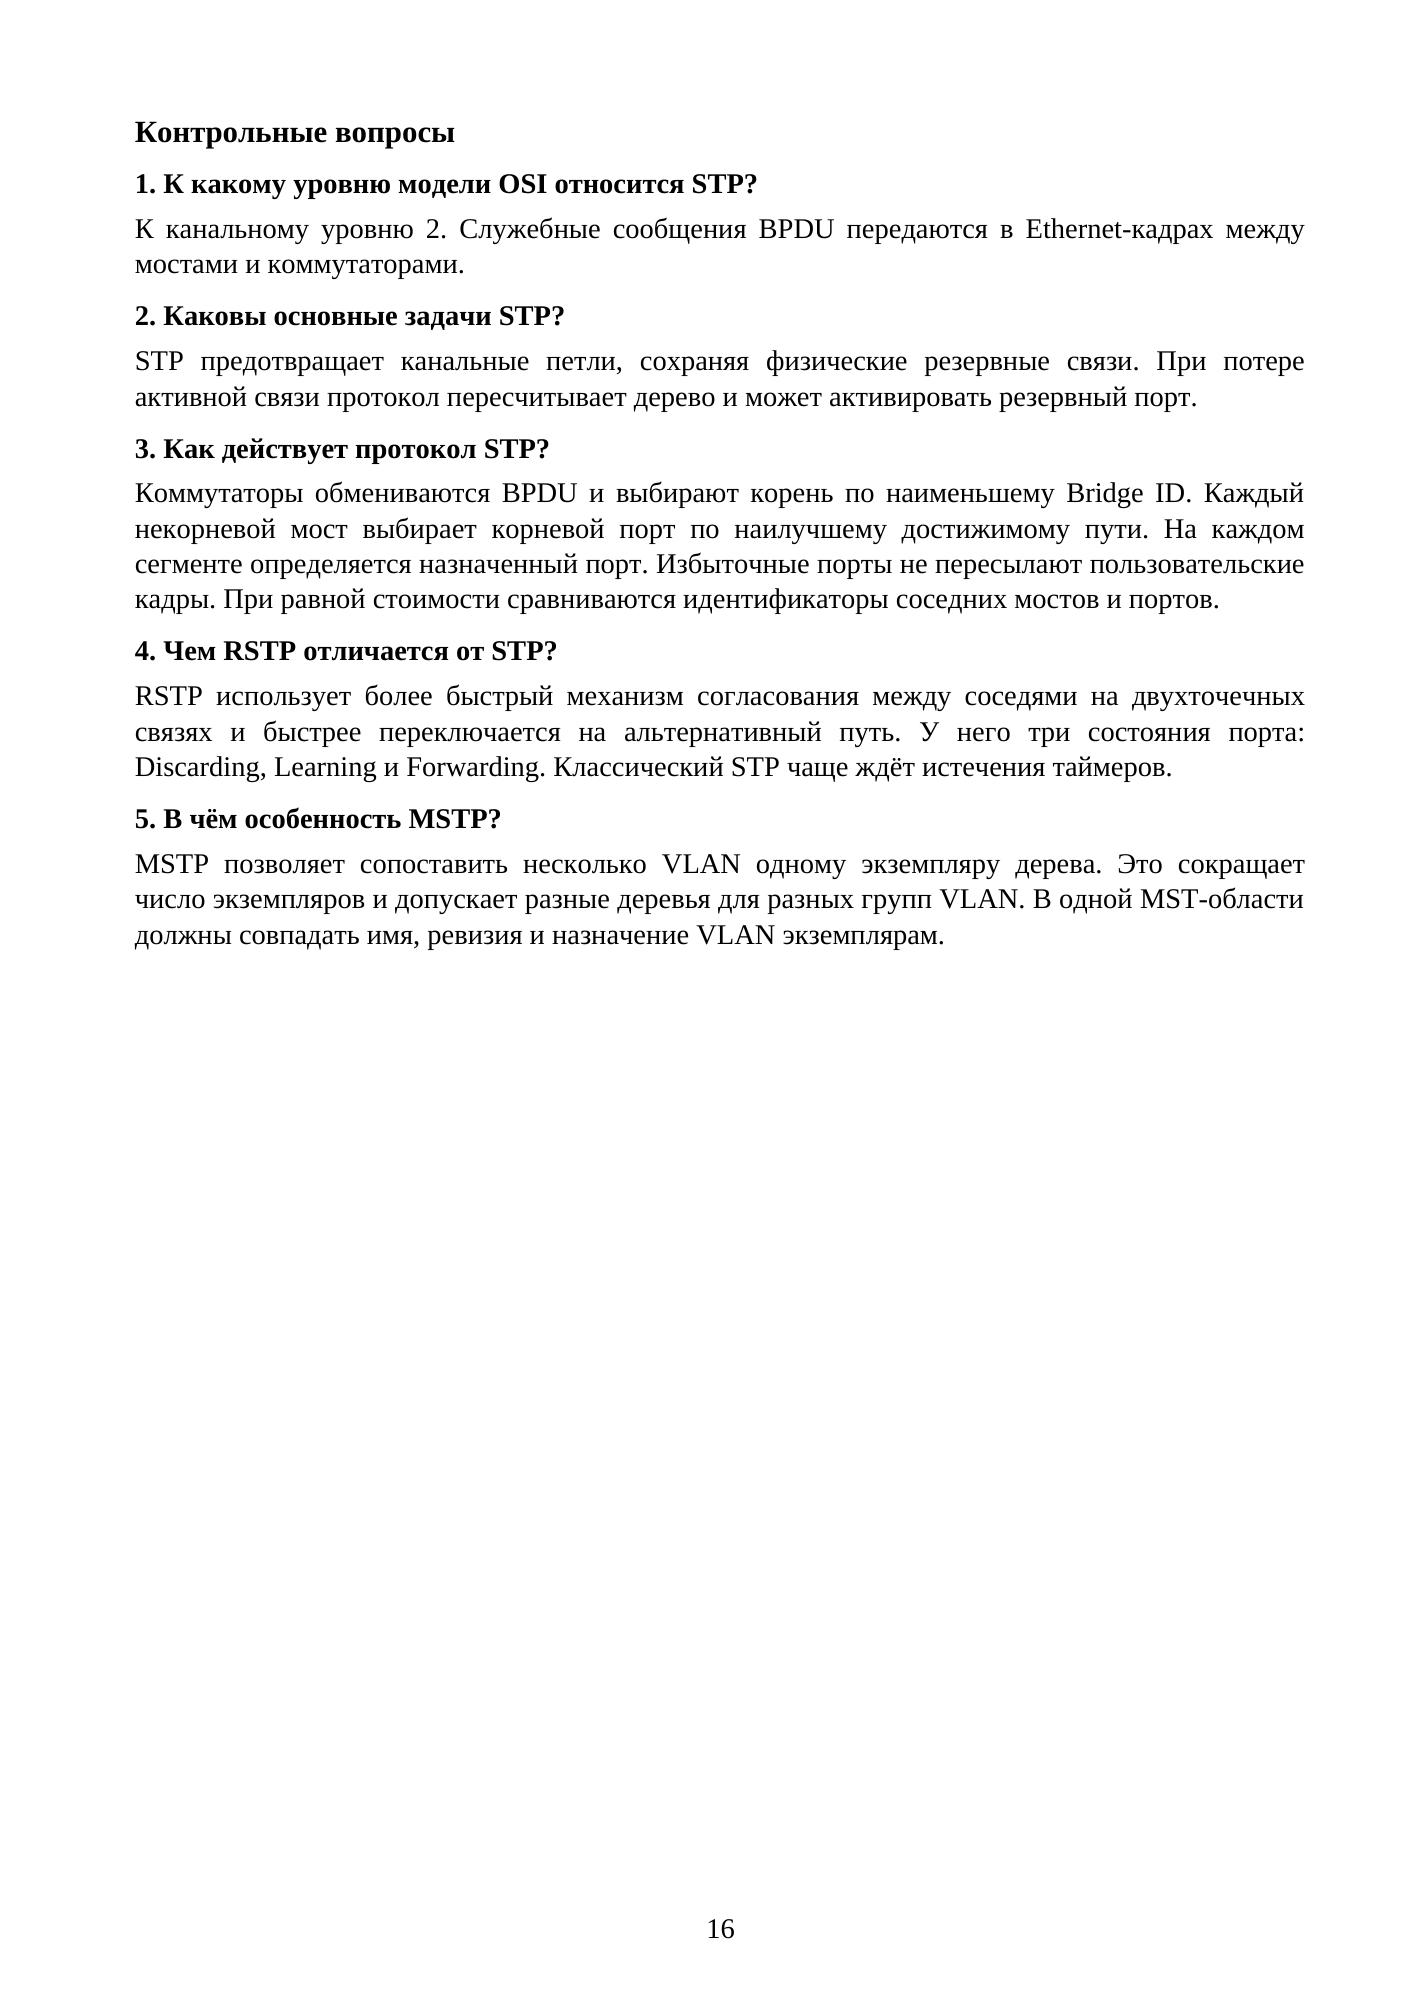 Контрольные вопросы
1. К какому уровню модели OSI относится STP?
К канальному уровню 2. Служебные сообщения BPDU передаются в Ethernet-кадрах между
мостами и коммутаторами.
2. Каковы основные задачи STP?
STP предотвращает канальные петли, сохраняя физические резервные связи. При потере
активной связи протокол пересчитывает дерево и может активировать резервный порт.
3. Как действует протокол STP?
Коммутаторы обмениваются BPDU и выбирают корень по наименьшему Bridge ID. Каждый
некорневой мост выбирает корневой порт по наилучшему достижимому пути. На каждом
сегменте определяется назначенный порт. Избыточные порты не пересылают пользовательские
кадры. При равной стоимости сравниваются идентификаторы соседних мостов и портов.
4. Чем RSTP отличается от STP?
RSTP использует более быстрый механизм согласования между соседями на двухточечных
связях и быстрее переключается на альтернативный путь. У него три состояния порта:
Discarding, Learning и Forwarding. Классический STP чаще ждёт истечения таймеров.
5. В чём особенность MSTP?
MSTP позволяет сопоставить несколько VLAN одному экземпляру дерева. Это сокращает
число экземпляров и допускает разные деревья для разных групп VLAN. В одной MST-области
должны совпадать имя, ревизия и назначение VLAN экземплярам.
16